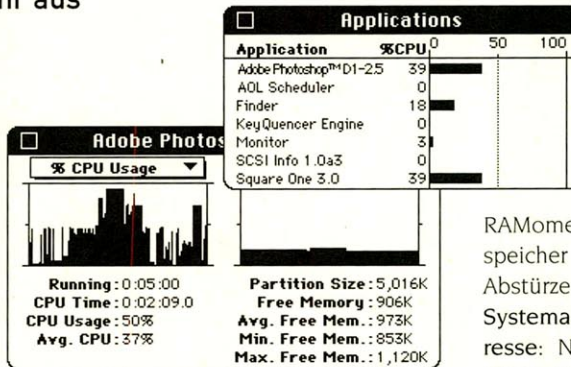 aus
Applications
Application %CPU 0 50 100
Adobe Photoshop™ D1-2.5 39
AOL Scheduler 0
Finder 18
KeyQuencer Engine 0
Monitor 3
SCSI Info 1.0a3 0
Square One 3.0 39
Adobe Photos
% CPU Usage
Running: 0:05:00
CPU Time: 0:02:09.0
CPU Usage: 50%
Avg. CPU: 37%
Partition Size: 5,016K
Free Memory: 906K
Avg. Free Mem.: 973K
Min. Free Mem.: 853K
Max. Free Mem.: 1,120K
RAMome
speicher
Abstürze
Systema
resse: N